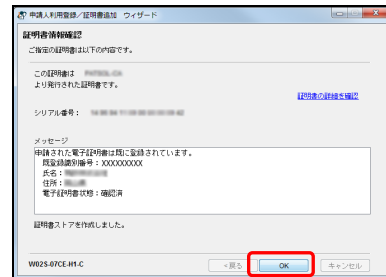 申請人利用登録／証明書追加 ウィザード
証明書情報確認
ご指定の証明書は以下の内容です。
この証明書は
より発行された証明書です。
証明書の詳細を確認
シリアル番号：
メッセージ
申請された電子証明書は既に登録されています。
既登録識別番号：XXXXXXXXX
氏名：
住所：
電子証明書状態：確認済
証明書ストアを作成しました。
W02S-07CE-H1-C
<戻る
OK
キャンセル